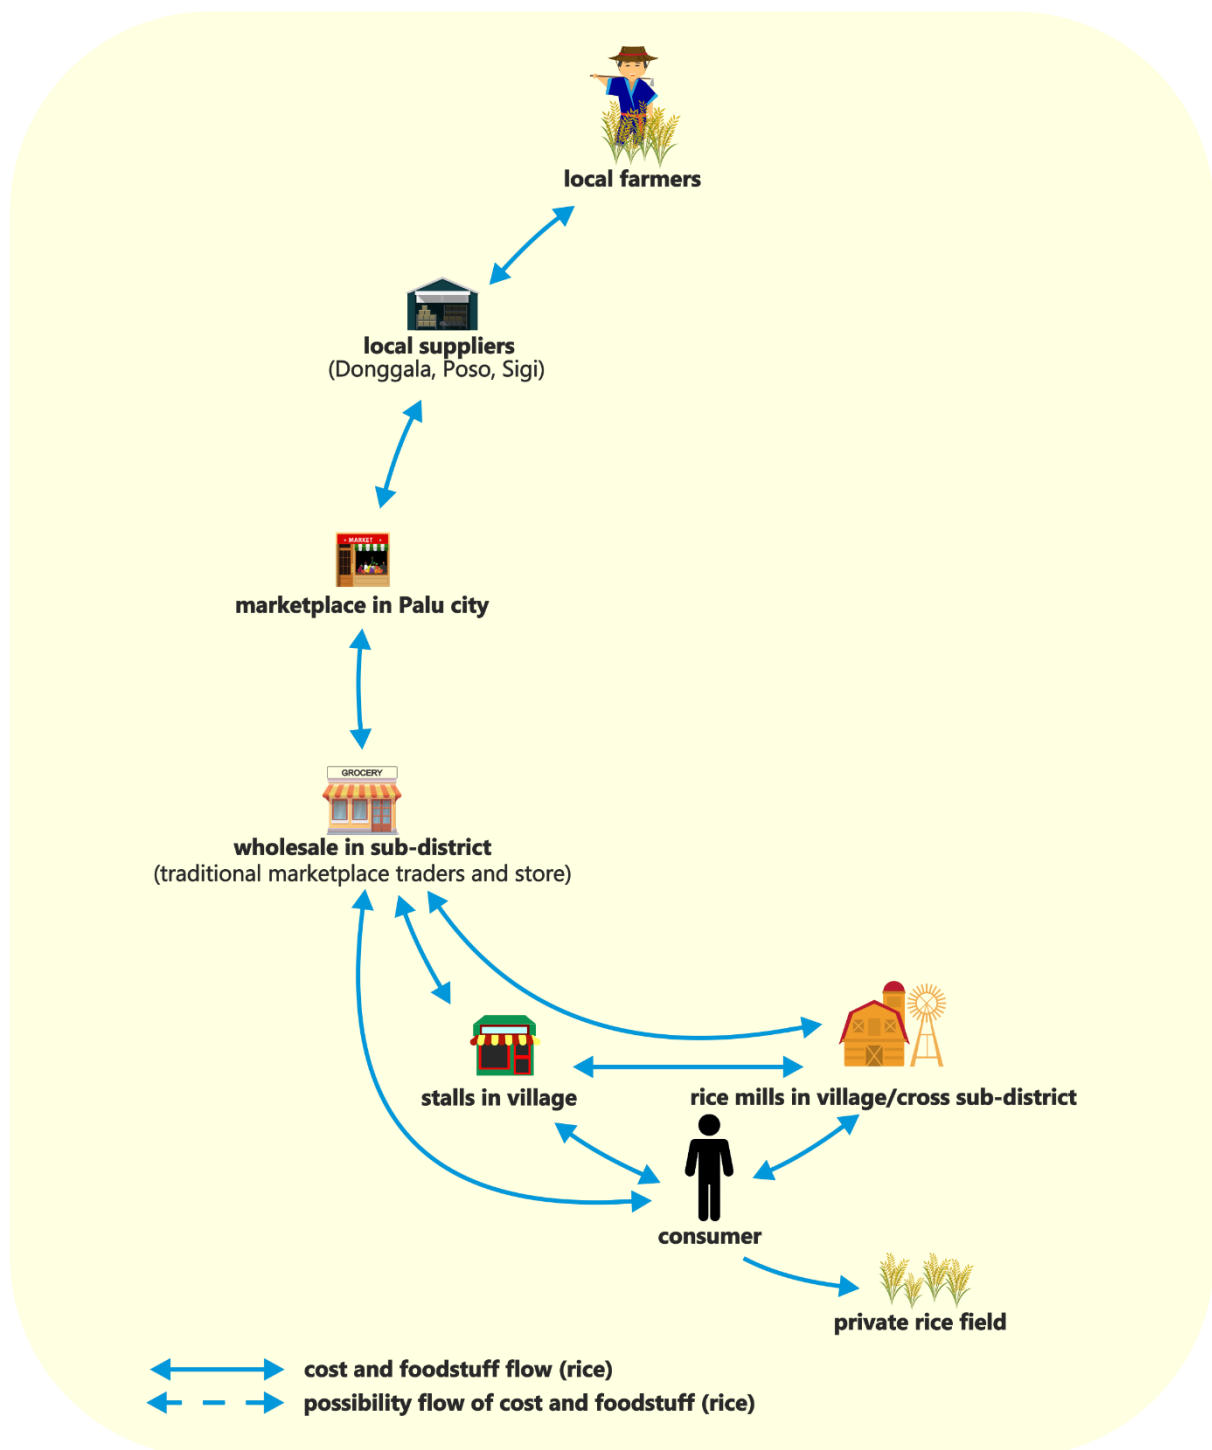 local farmers
local suppliers
(Donggala, Poso, Sigi)
MARKET
marketplace in Palu city
GROCERY
wholesale in sub-district
(traditional marketplace traders and store)
stalls in village
rice mills in village/cross sub-district
consumer
private rice field
cost and foodstuff flow (rice)
possibility flow of cost and foodstuff (rice)